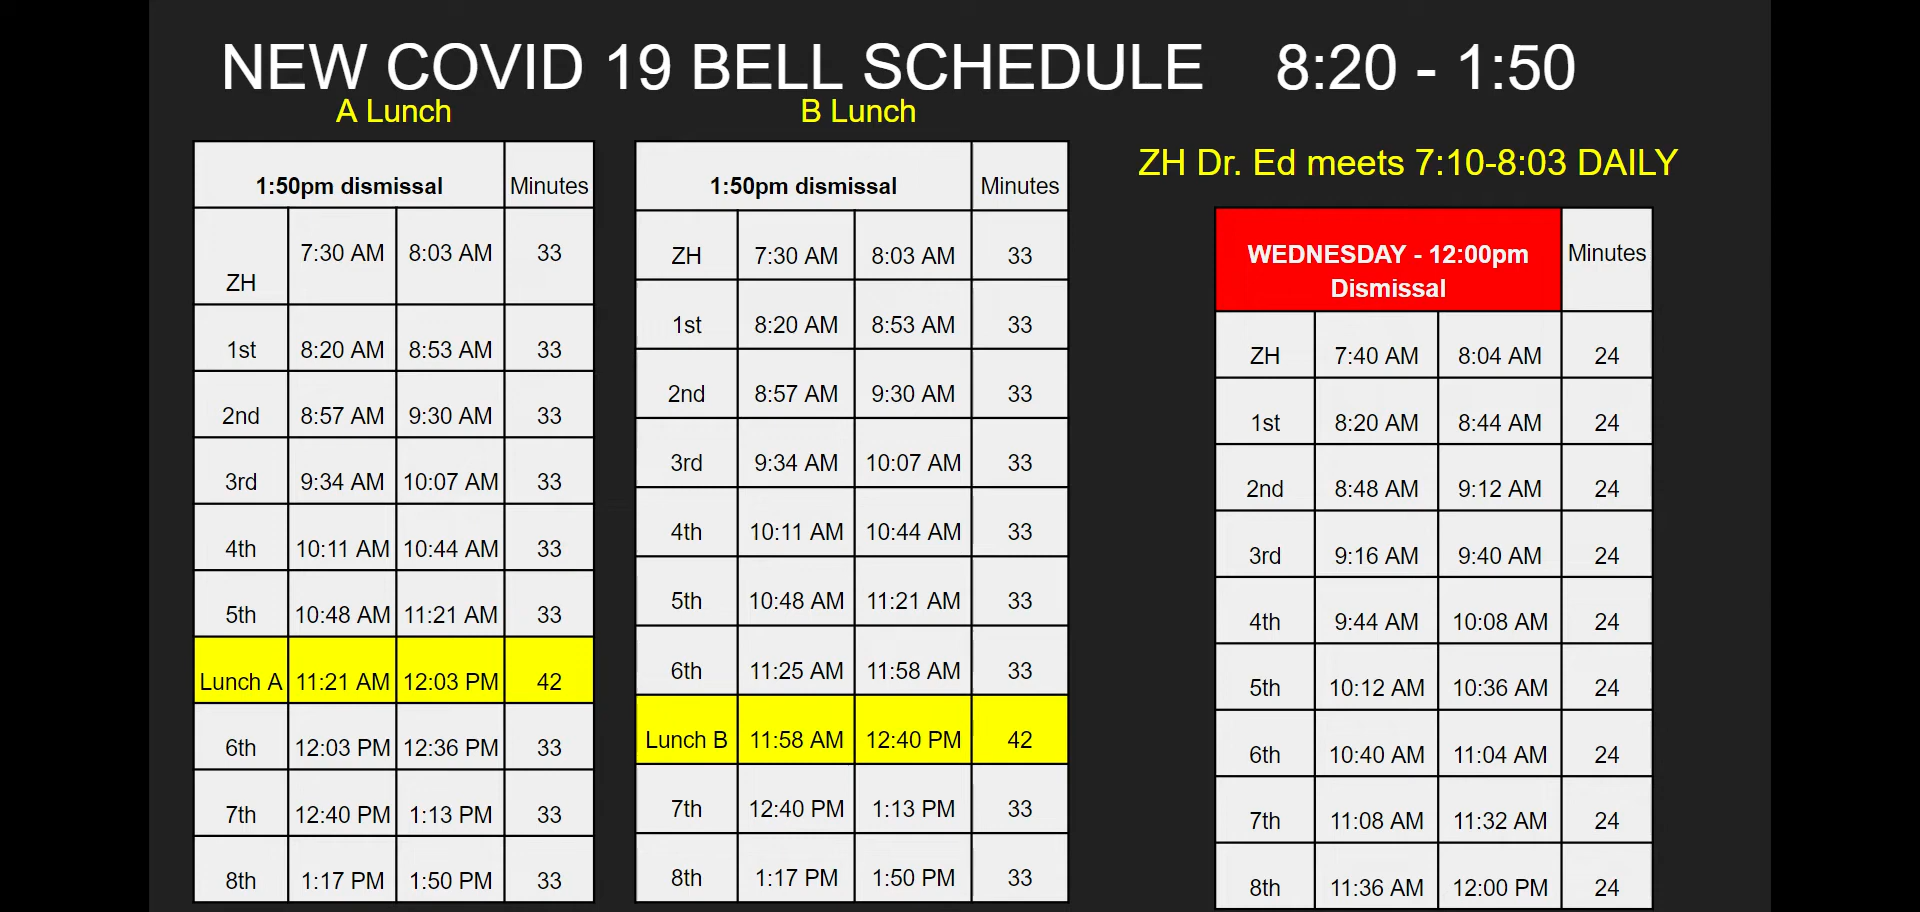 NEW COVID 19 BELL SCHEDULE 8:20 - 1:50
A Lunch
1:50pm dismissal Minutes
ZH 7:30 AM 8:03 AM 33
1st 8:20 AM 8:53 AM 33
2nd 8:57 AM 9:30 AM 33
3rd 9:34 AM 10:07 AM 33
4th 10:11 AM 10:44 AM 33
5th 10:48 AM 11:21 AM 33
Lunch A 11:21 AM 12:03 PM 42
6th 12:03 PM 12:36 PM 33
7th 12:40 PM 1:13 PM 33
8th 1:17 PM 1:50 PM 33
B Lunch
1:50pm dismissal Minutes
ZH 7:30 AM 8:03 AM 33
1st 8:20 AM 8:53 AM 33
2nd 8:57 AM 9:30 AM 33
3rd 9:34 AM 10:07 AM 33
4th 10:11 AM 10:44 AM 33
5th 10:48 AM 11:21 AM 33
6th 11:25 AM 11:58 AM 33
Lunch B 11:58 AM 12:40 PM 42
7th 12:40 PM 1:13 PM 33
8th 1:17 PM 1:50 PM 33
ZH Dr. Ed meets 7:10-8:03 DAILY
WEDNESDAY - 12:00pm Minutes
Dismissal
ZH 7:40 AM 8:04 AM 24
1st 8:20 AM 8:44 AM 24
2nd 8:48 AM 9:12 AM 24
3rd 9:16 AM 9:40 AM 24
4th 9:44 AM 10:08 AM 24
5th 10:12 AM 10:36 AM 24
6th 10:40 AM 11:04 AM 24
7th 11:08 AM 11:32 AM 24
8th 11:36 AM 12:00 PM 24